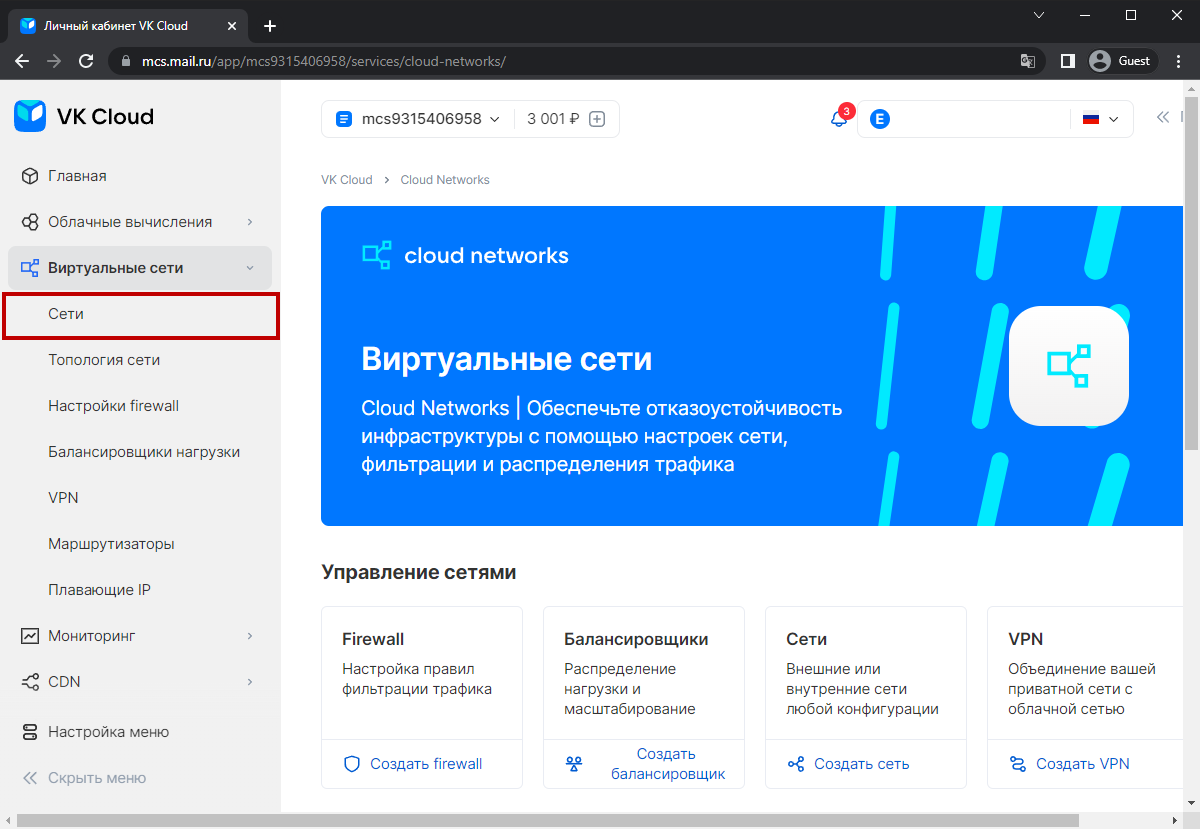 Личный кабинет VK Cloud
mcs.mail.ru/app/mcs9315406958/services/cloud-networks/
Guest
VK Cloud
Главная
Облачные вычисления
Виртуальные сети
Сети
Топология сети
Настройки firewall
Балансировщики нагрузки
VPN
Маршрутизаторы
Плавающие IP
Мониторинг
CDN
Настройка меню
Скрыть меню
mcs9315406958
3 001 ₽
3
E
VK Cloud
Cloud Networks
cloud networks
Виртуальные сети
Cloud Networks | Обеспечьте отказоустойчивость
инфраструктуры с помощью настроек сети,
фильтрации и распределения трафика
Управление сетями
Firewall
Настройка правил
фильтрации трафика
Создать firewall
Балансировщики
Распределение
нагрузки и
масштабирование
Создать
балансировщик
Сети
Внешние или
внутренние сети
любой конфигурации
Создать сеть
VPN
Объединение вашей
приватной сети с
облачной сетью
Создать VPN